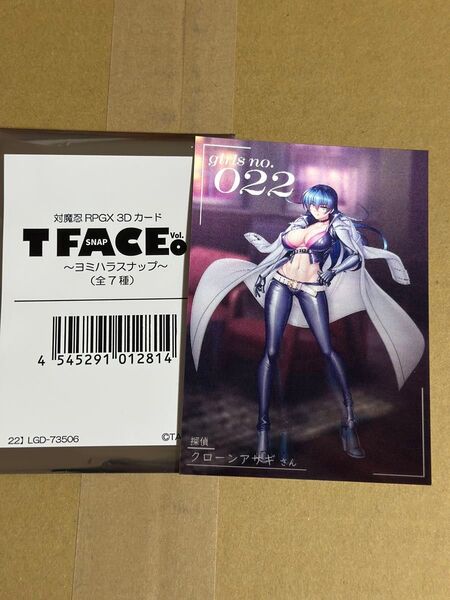 対魔忍 RPGX 3D カード
T FACE Vol.
SNAP
〜ヨミハラスナップ〜
(全7種)
4 545291 012814
22】LGD-73506
©TA
girls no.
022
探偵
クローンアサギ さん